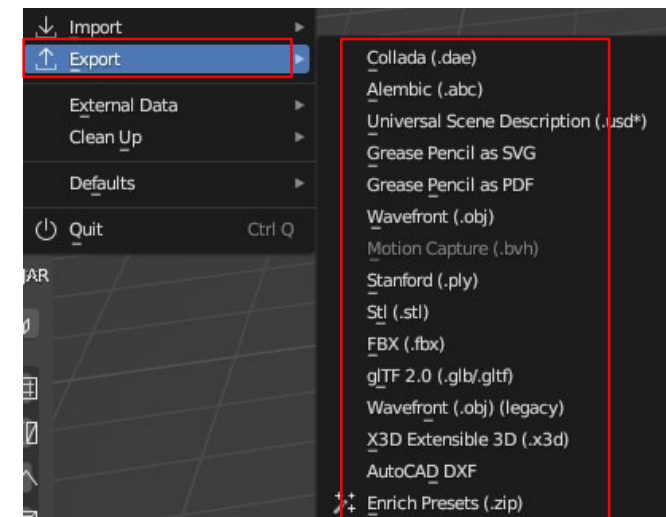 Import
Export
External Data
Clean Up
Defaults
Quit Ctrl Q
JAR
Collada (.dae)
Alembic (.abc)
Universal Scene Description (.usd*)
Grease Pencil as SVG
Grease Pencil as PDF
Wavefront (.obj)
Motion Capture (.bvh)
Stanford (.ply)
Stl (.stl)
FBX (.fbx)
glTF 2.0 (.glb/.gltf)
Wavefront (.obj) (legacy)
X3D Extensible 3D (.x3d)
AutoCAD DXF
Enrich Presets (.zip)